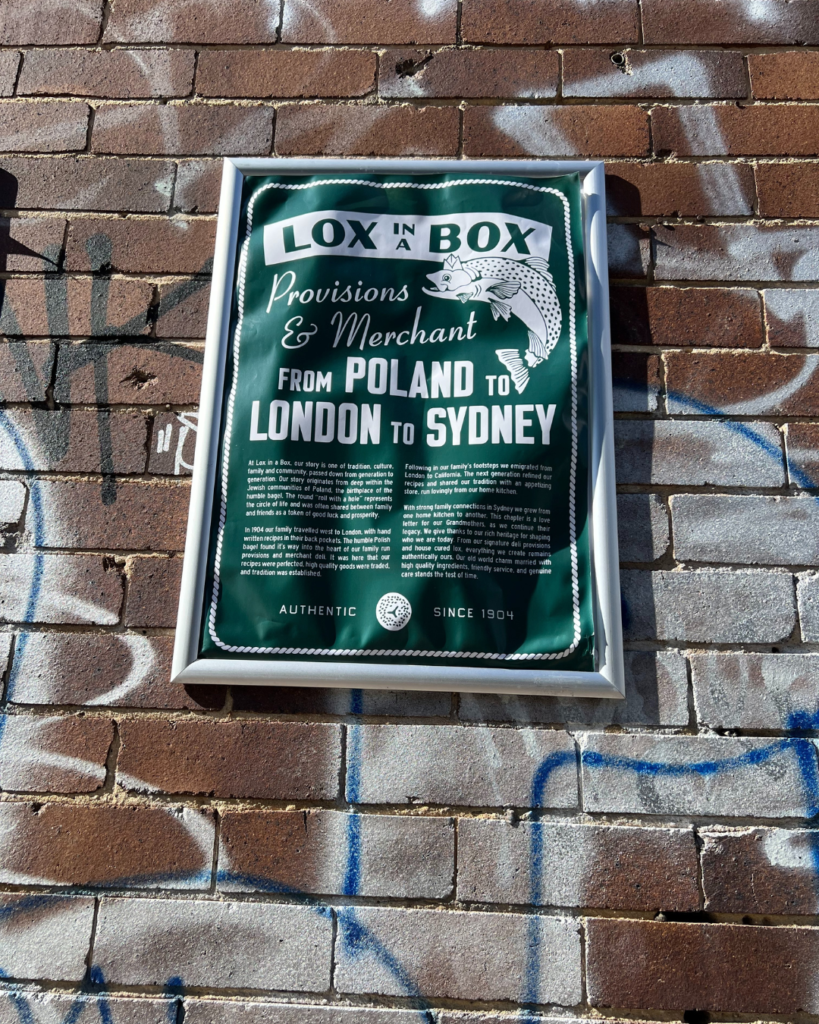 LOX IN A BOX
Provisions
& Merchant
FROM POLAND TO
LONDON TO SYDNEY
At Lox in a Box, our story is one of tradition, culture,
family and community, passed down from generation to
generation. Our story originates from deep within the
Jewish communities of Poland, the birthplace of the
humble bagel. The round "roll with a hole" represents
the circle of life and was often shared between family
and friends as a token of good luck and prosperity.
In 1904 our family travelled west to London, with hand
written recipes in their back pockets. The humble Polish
bagel found it's way into the heart of our family run
provisions and merchant deli. It was here that our
recipes were perfected, high quality goods were traded,
and tradition was established.
Following in our family's footsteps we emigrated from
London to California. The next generation refined our
recipes and shared our tradition with an appetizing
store, run lovingly from our home kitchen.
With strong family connections in Sydney we grew from
one home kitchen to another. This chapter is a love
letter for our Grandmothers, as we continue their
legacy. We give thanks to our rich heritage for shaping
who we are today. From our signature deli provisions
and house cured lox, everything we create remains
authentically ours. Our old world charm married with
high quality ingredients, friendly service, and genuine
care stands the test of time.
AUTHENTIC SINCE 1904